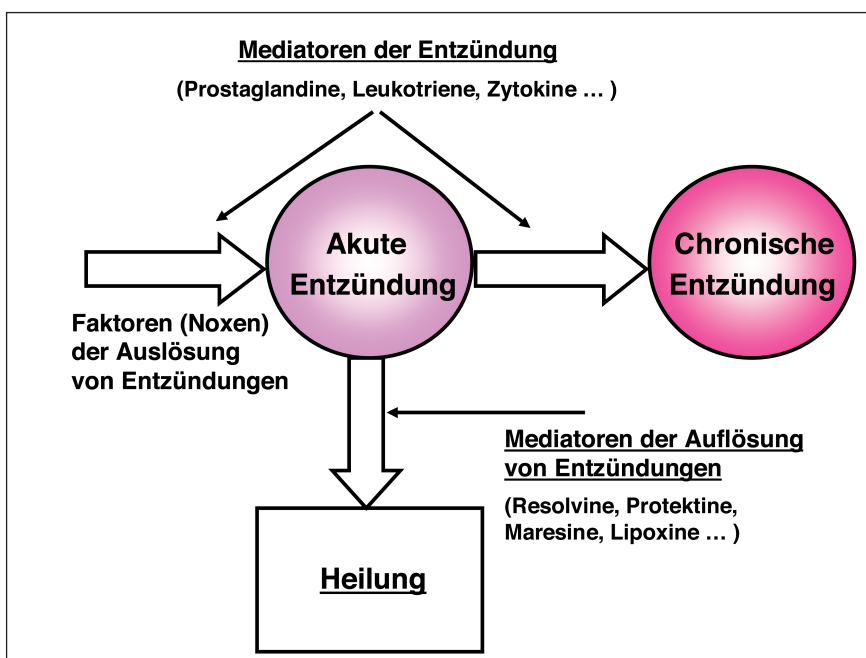 Mediatoren der Entzündung
(Prostaglandine, Leukotriene, Zytokine … )
Akute
Entzündung
Chronische
Entzündung
Faktoren (Noxen)
der Auslösung
von Entzündungen
Mediatoren der Auflösung
von Entzündungen
(Resolvine, Protektine,
Maresine, Lipoxine … )
Heilung